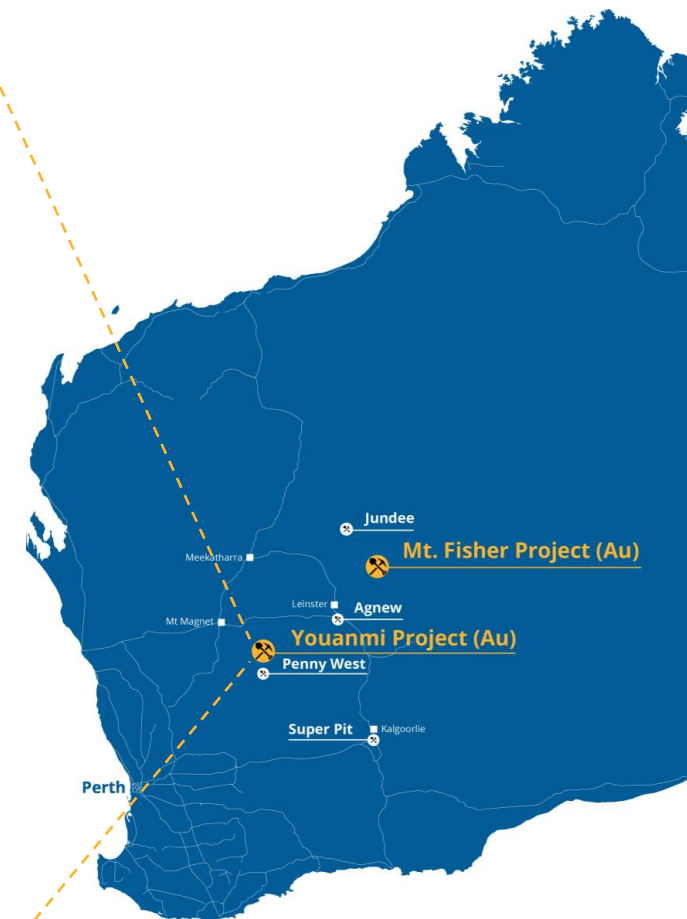 Jundee
Mt. Fisher Project (Au)
Meekatharra
Leinster
Agnew
Mt Magnet
Youanmi Project (Au)
Penny West
Super Pit
Kalgoorlie
Perth